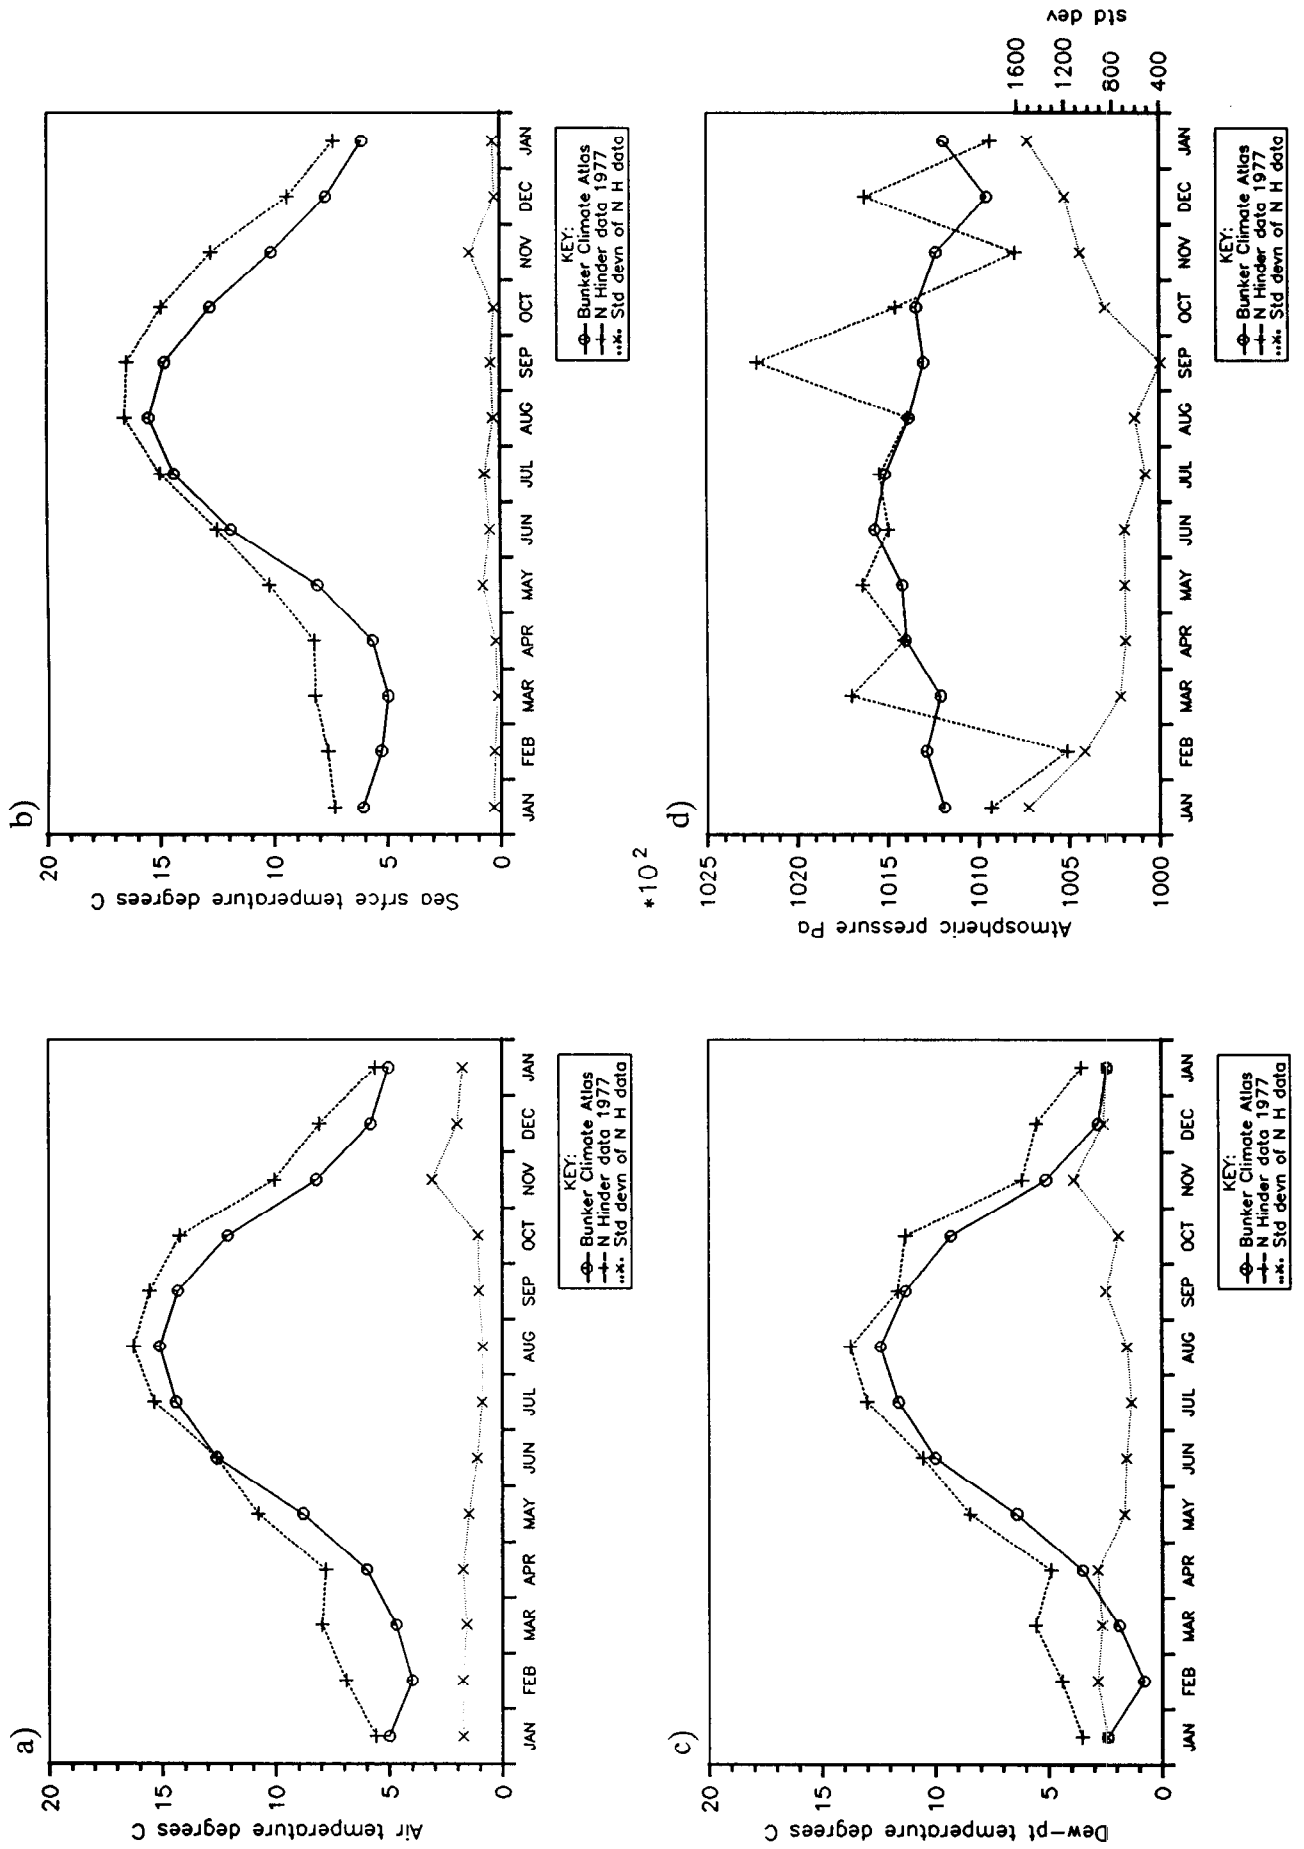 a)
Air temperature degrees C
20
15
10
5
0
JAN FEB MAR APR MAY JUN JUL AUG SEP OCT NOV DEC JAN
KEY:
Bunker Climate Atlas
N Hinder data 1977
Std devn of N H data
b)
Sea srfce temperature degrees C
20
15
10
5
0
JAN FEB MAR APR MAY JUN JUL AUG SEP OCT NOV DEC JAN
KEY:
Bunker Climate Atlas
N Hinder data 1977
Std devn of N H data
c)
Dew-pt temperature degrees C
20
15
10
5
0
JAN FEB MAR APR MAY JUN JUL AUG SEP OCT NOV DEC JAN
KEY:
Bunker Climate Atlas
N Hinder data 1977
Std devn of N H data
d)
*10 2
Atmospheric pressure Pa
1025
1020
1015
1010
1005
1000
JAN FEB MAR APR MAY JUN JUL AUG SEP OCT NOV DEC JAN
1600
1200
800
400
std dev
KEY:
Bunker Climate Atlas
N Hinder data 1977
Std devn of N H data